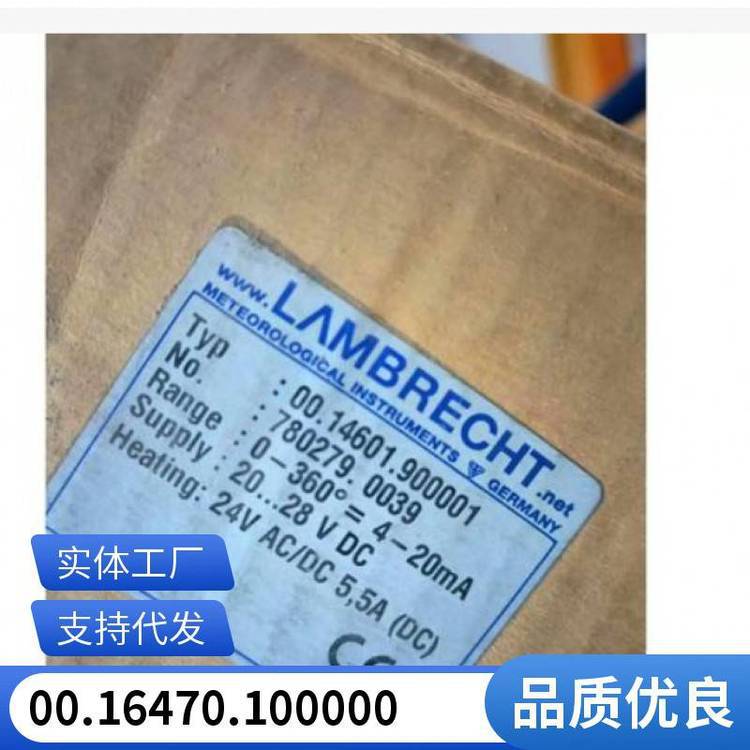 www.LAMBRECHT.net
METEOROLOGICAL INSTRUMENTS GERMANY
Typ : 00.14601.900001
No. : 780279.0039
Range : 0-360° = 4-20mA
Supply : 20...28 V DC
Heating: 24V AC/DC 5,5A (DC)
CE
实体工厂
支持代发
00.16470.100000
品质优良